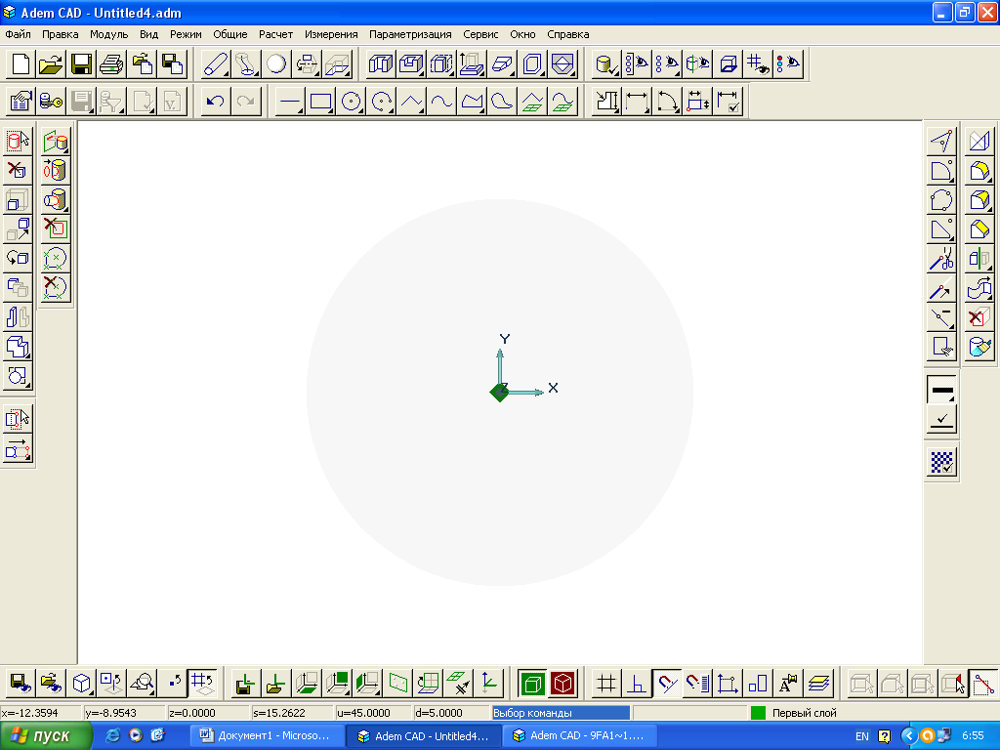 Adem CAD - Untitled4.adm
Файл Правка Модуль Вид Режим Общие Расчет Измерения Параметризация Сервис Окно Справка
Y
Z X
x=-12.3594 y=-8.9543 z=0.0000 s=15.2622 u=45.0000 d=5.0000 Выбор команды Первый слой
пуск Документ1 - Microso... Adem CAD - Untitled4... Adem CAD - 9FA1~1.... EN 6:55